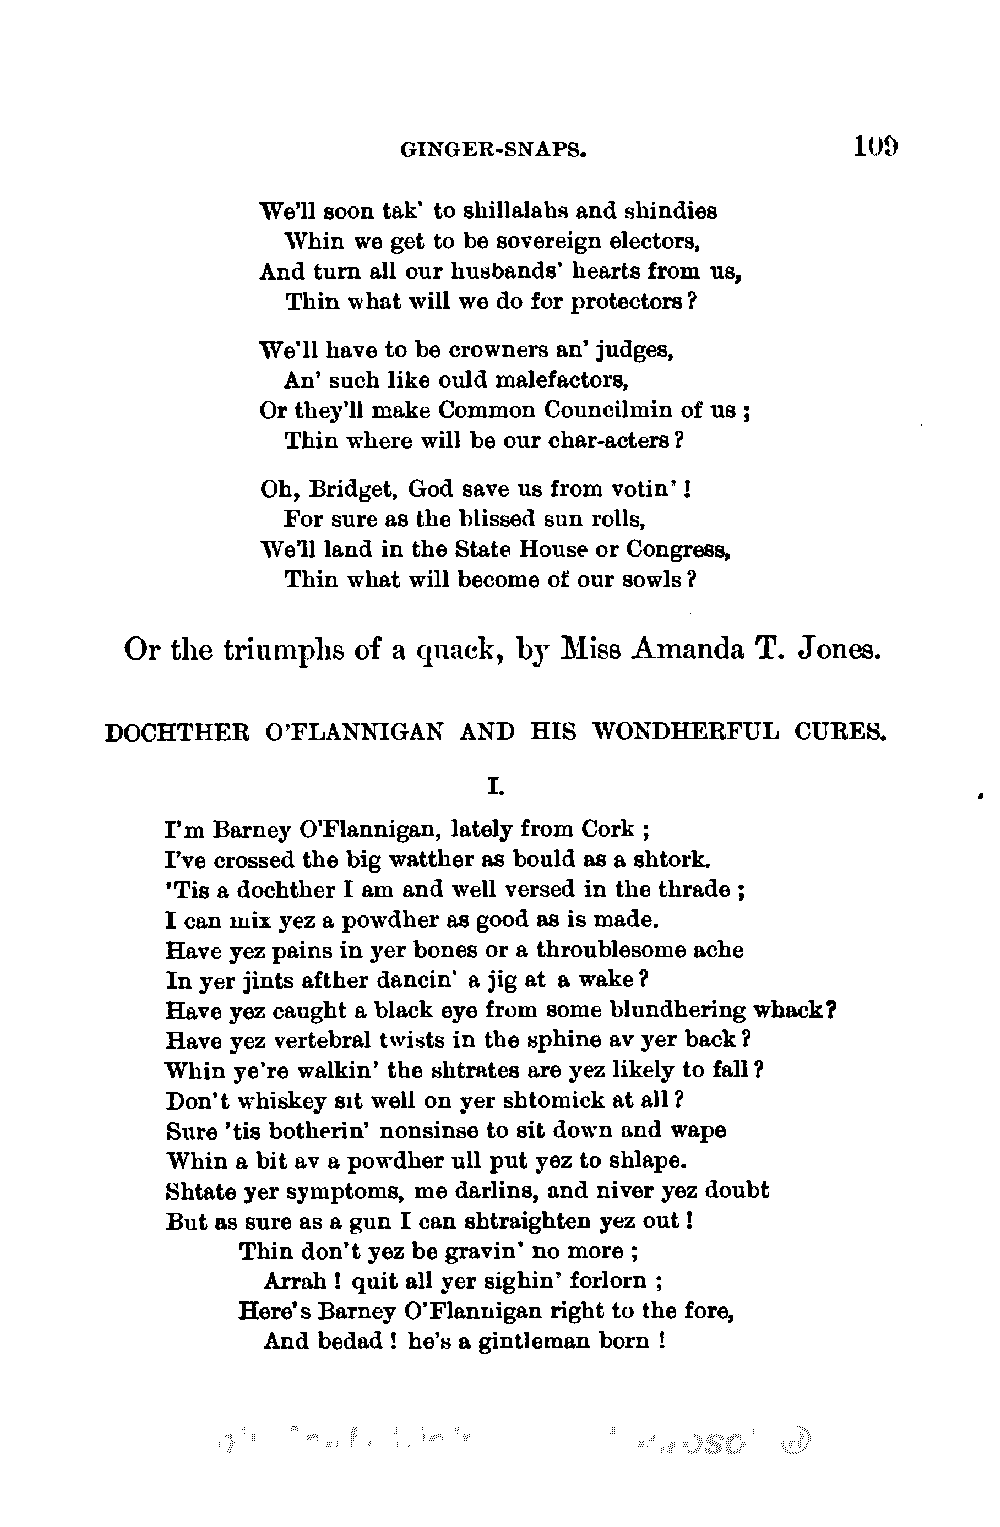 GINGER-SNAPS. 109
We'll soon tak' to shillalahs and shindies
Whin we get to be sovereign electors,
And turn all our husbands' hearts from us,
Thin what will we do for protectors?
We'll have to be crowners an' judges,
An' such like ould malefactors,
Or they'll make Common Councilmin of us;
Thin where will be our char-acters?
Oh, Bridget, God save us from votin'!
For sure as the blissed sun rolls,
We'll land in the State House or Congress,
Thin what will become of our sowls?
Or the triumphs of a quack, by Miss Amanda T. Jones.
DOCHTHER O'FLANNIGAN AND HIS WONDHERFUL CURES.
I.
I'm Barney O'Flannigan, lately from Cork;
I've crossed the big watther as bould as a shtork.
'Tis a dochther I am and well versed in the thrade;
I can mix yez a powdher as good as is made.
Have yez pains in yer bones or a throublesome ache
In yer jints afther dancin' a jig at a wake?
Have yez caught a black eye from some blundhering whack?
Have yez vertebral twists in the sphine av yer back?
Whin ye're walkin' the shtrates are yez likely to fall?
Don't whiskey sit well on yer shtomick at all?
Sure 'tis botherin' nonsinse to sit down and wape
Whin a bit av a powdher ull put yez to shlape.
Shtate yer symptoms, me darlins, and niver yez doubt
But as sure as a gun I can shtraighten yez out!
Thin don't yez be gravin' no more;
Arrah! quit all yer sighin' forlorn;
Here's Barney O'Flannigan right to the fore,
And bedad! he's a gintleman born!